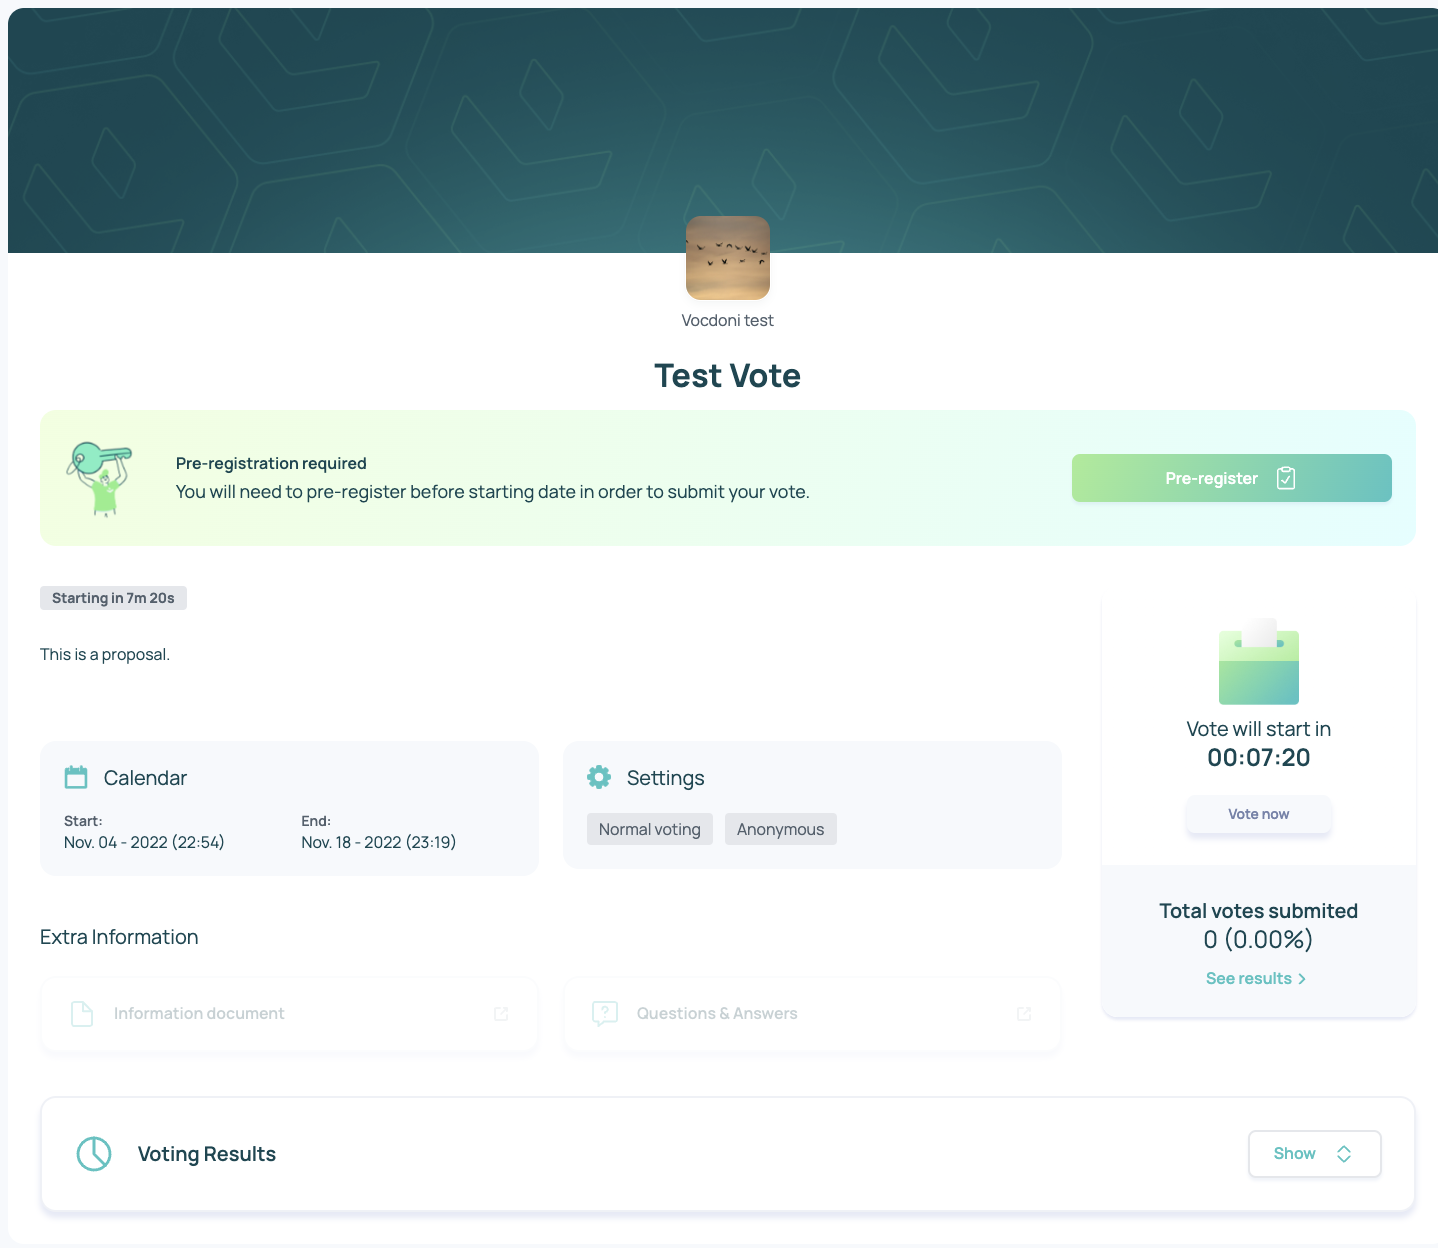 Vocdoni test
Test Vote
Pre-registration required
You will need to pre-register before starting date in order to submit your vote.
Pre-register
Starting in 7m 20s
This is a proposal.
Calendar
Start:
Nov. 04 - 2022 (22:54)
End:
Nov. 18 - 2022 (23:19)
Settings
Normal voting
Anonymous
Vote will start in
00:07:20
Vote now
Total votes submited
0 (0.00%)
See results
Extra Information
Information document
Questions & Answers
Voting Results
Show